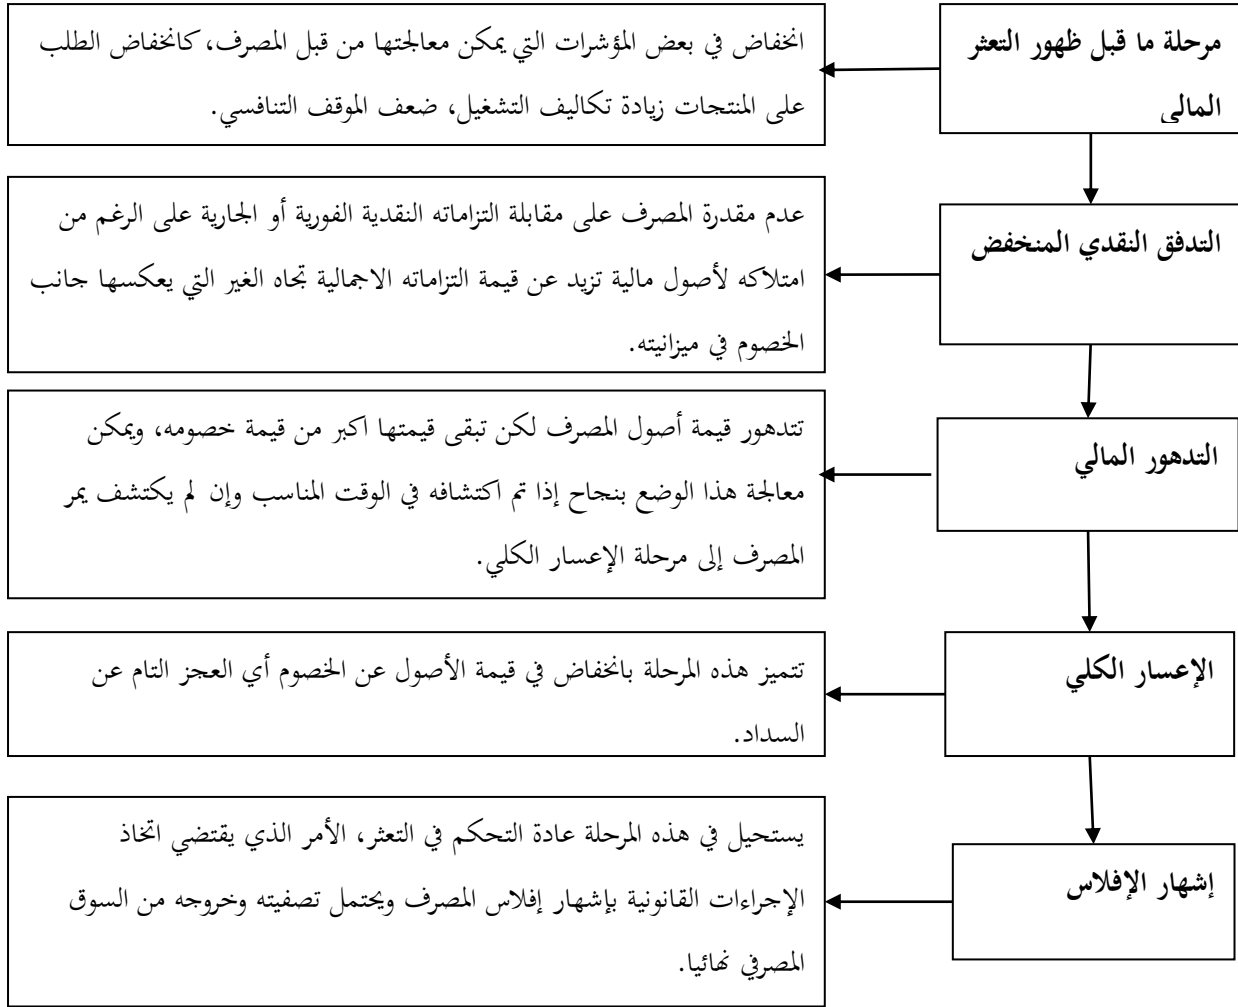 مرحلة ما قبل ظهور التعثر
المالي
انخفاض في بعض المؤشرات التي يمكن معالجتها من قبل المصرف، كانخفاض الطلب
على المنتجات زيادة تكاليف التشغيل، ضعف الموقف التنافسي.
التدفق النقدي المنخفض
عدم مقدرة المصرف على مقابلة التزاماته النقدية الفورية أو الجارية على الرغم من
امتلاكه لأصول مالية تزيد عن قيمة التزاماته الاجمالية تجاه الغير التي يعكسها جانب
الخصوم في ميزانيته.
التدهور المالي
تتدهور قيمة أصول المصرف لكن تبقى قيمتها اكبر من قيمة خصومه، ويمكن
معالجة هذا الوضع بنجاح إذا تم اكتشافه في الوقت المناسب وإن لم يكتشف يمر
المصرف إلى مرحلة الإعسار الكلي.
الإعسار الكلي
تتميز هذه المرحلة بانخفاض في قيمة الأصول عن الخصوم أي العجز التام عن
السداد.
إشهار الإفلاس
يستحيل في هذه المرحلة عادة التحكم في التعثر، الأمر الذي يقتضي اتخاذ
الإجراءات القانونية بإشهار إفلاس المصرف ويحتمل تصفيته وخروجه من السوق
المصرفي نهائيا.